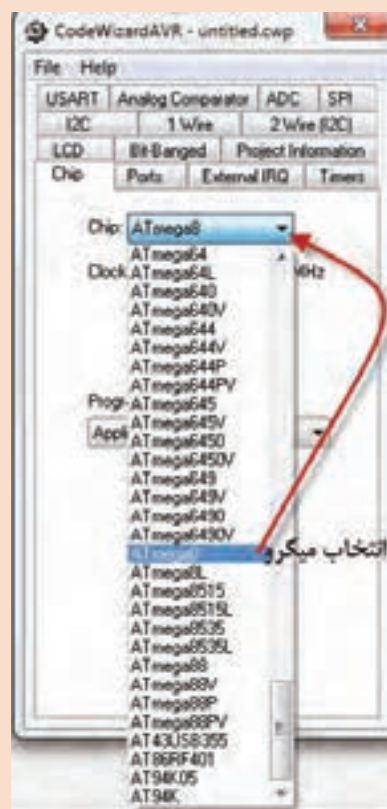 CodeWizardAVR - untitled.cwp
File Help
USART Analog Comparator ADC SPI
I2C 1 Wire 2 Wire (I2C)
LCD Bit-Banged Project Information
Chip Ports External IRQ Timers
Chip: ATmega8
ATmega64
Clock ATmega64L MHz
ATmega640
ATmega640V
ATmega644
ATmega644V
ATmega644P
ATmega644PV
Progr ATmega645
Appli ATmega645V
ATmega6450
ATmega6450V
ATmega649
ATmega649V
ATmega6490
ATmega6490V
ATmega8 انتخاب میکرو
ATmega8L
ATmega8515
ATmega8515L
ATmega8535
ATmega8535L
ATmega88
ATmega88V
ATmega88P
ATmega88PV
AT43USB355
AT86RF401
AT94K05
AT94K